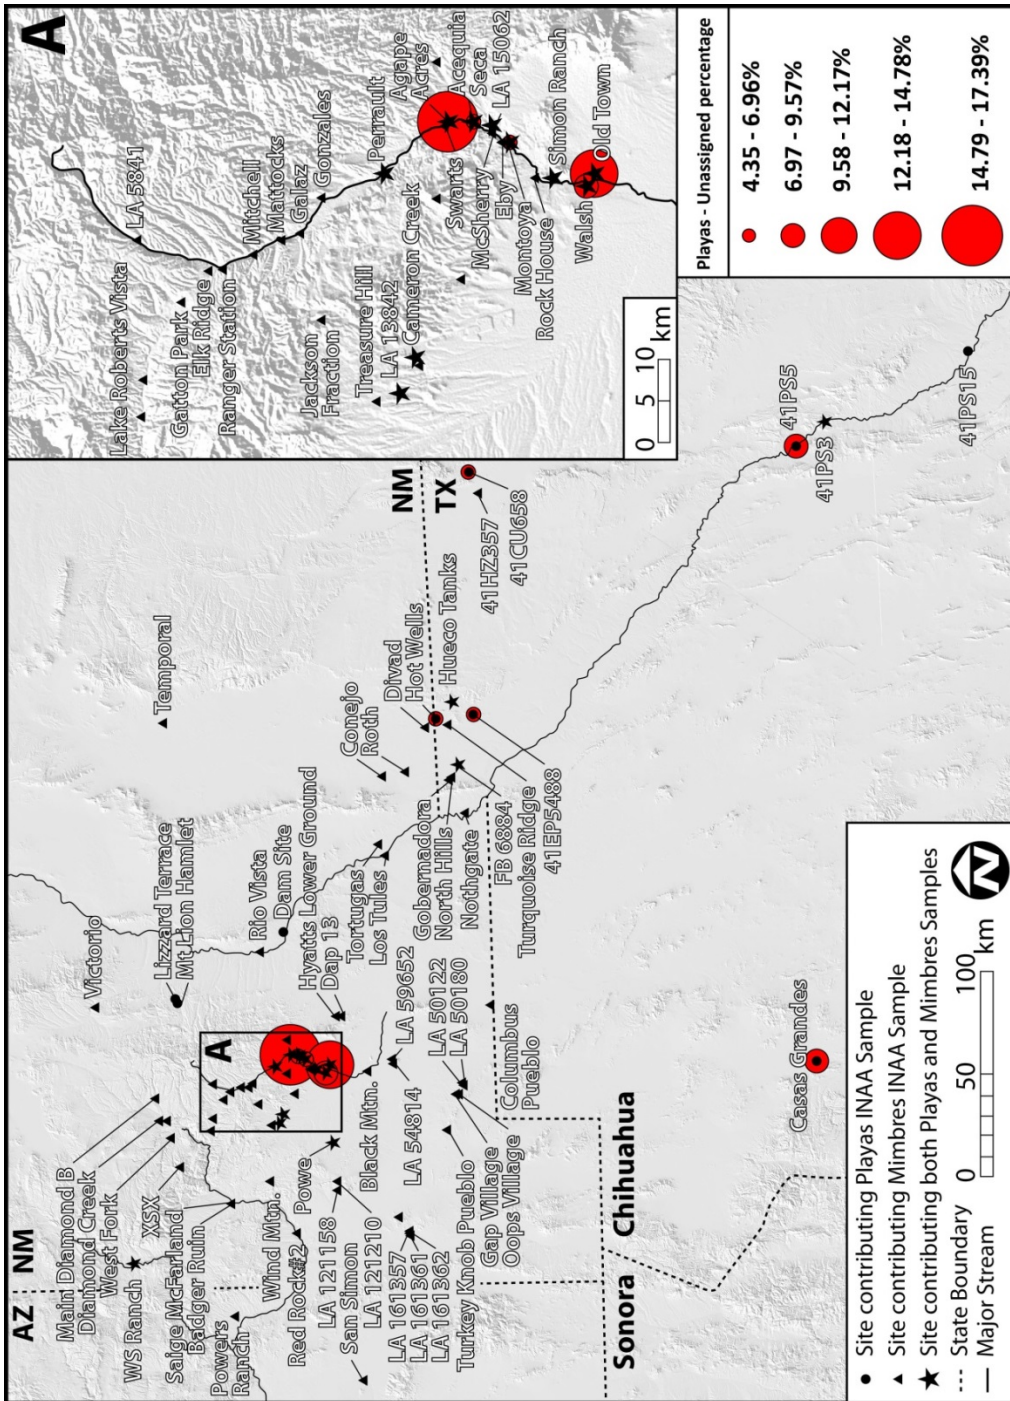 AZ
NM
Main Diamond B
Diamond Creek
West Fork
WS Ranch
XSX
Saige McFarland
Badger Ruin
Powers
Ranch
Wind Mtn.
Red Rock#2
Powe
LA 121158
San Simon
LA 121210
Black Mtn.
LA 161357
LA 161361
LA 161362
LA 54814
LA 59652
Turkey Knob Pueblo
Gap Village
Oops Village
LA 50122
LA 50180
Columbus
Pueblo
Victorio
Lizzard Terrace
Mt Lion Hamlet
A
Rio Vista
Dam Site
Hyatts Lower Ground
Dap 13
Tortugas
Los Tules
Temporal
Conejo
Roth
Divad
Hot Wells
Hueco Tanks
Gobernadora
North Hills
Nothgate
FB 6884
Turquoise Ridge
41EP5488
NM
TX
41HZ357
41CU658
41PS5
41PS3
41PS15
Casas Grandes
Sonora
Chihuahua
Site contributing Playas INAA Sample
Site contributing Mimbres INAA Sample
Site contributing both Playas and Mimbres Samples
State Boundary
Major Stream
0 50 100
km
N
A
Lake Roberts Vista
LA 5841
Gatton Park
Elk Ridge
Ranger Station
Mitchell
Mattocks
Galaz
Gonzales
Jackson
Fraction
Treasure Hill
LA 13842
Cameron Creek
Perrault
Agape
Acres
Acequia
Seca
LA 15062
Swarts
McSherry
Eby
Montoya
Rock House
Simon Ranch
Walsh
Old Town
0 5 10
km
Playas - Unassigned percentage
4.35 - 6.96%
6.97 - 9.57%
9.58 - 12.17%
12.18 - 14.78%
14.79 - 17.39%